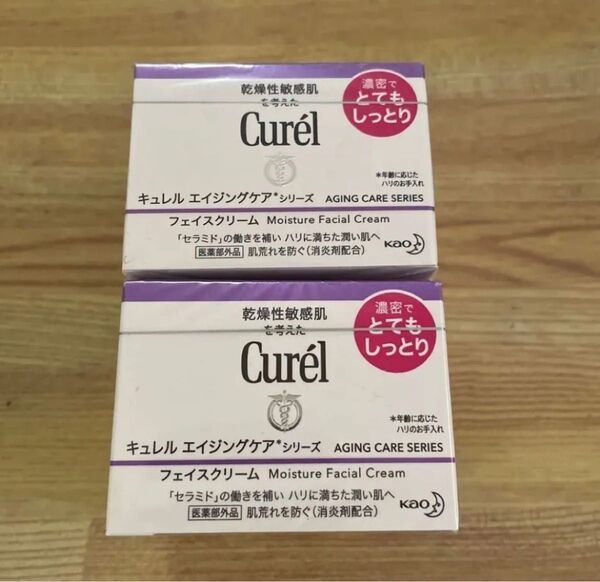 乾燥性敏感肌
を考えた
Curél
濃密で
とても
しっとり
*年齢に応じた
ハリのお手入れ
キュレル エイジングケア*シリーズ AGING CARE SERIES
フェイスクリーム Moisture Facial Cream
「セラミド」の働きを補い ハリに満ちた潤い肌へ
医薬部外品 肌荒れを防ぐ(消炎剤配合)
Kao
乾燥性敏感肌
を考えた
Curél
濃密で
とても
しっとり
*年齢に応じた
ハリのお手入れ
キュレル エイジングケア*シリーズ AGING CARE SERIES
フェイスクリーム Moisture Facial Cream
「セラミド」の働きを補い ハリに満ちた潤い肌へ
医薬部外品 肌荒れを防ぐ(消炎剤配合)
Kao